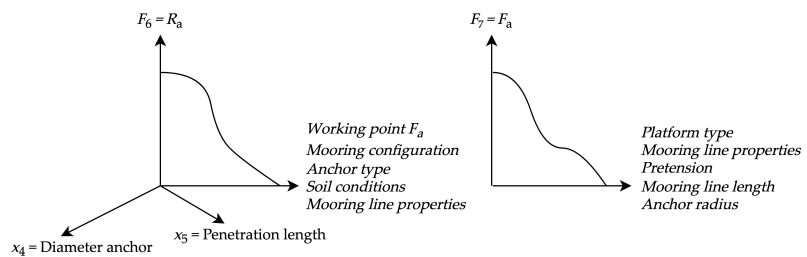 F₆ = Rₐ
Working point Fₐ
Mooring configuration
Anchor type
Soil conditions
Mooring line properties
x₅ = Penetration length
x₄ = Diameter anchor
F₇ = Fₐ
Platform type
Mooring line properties
Pretension
Mooring line length
Anchor radius